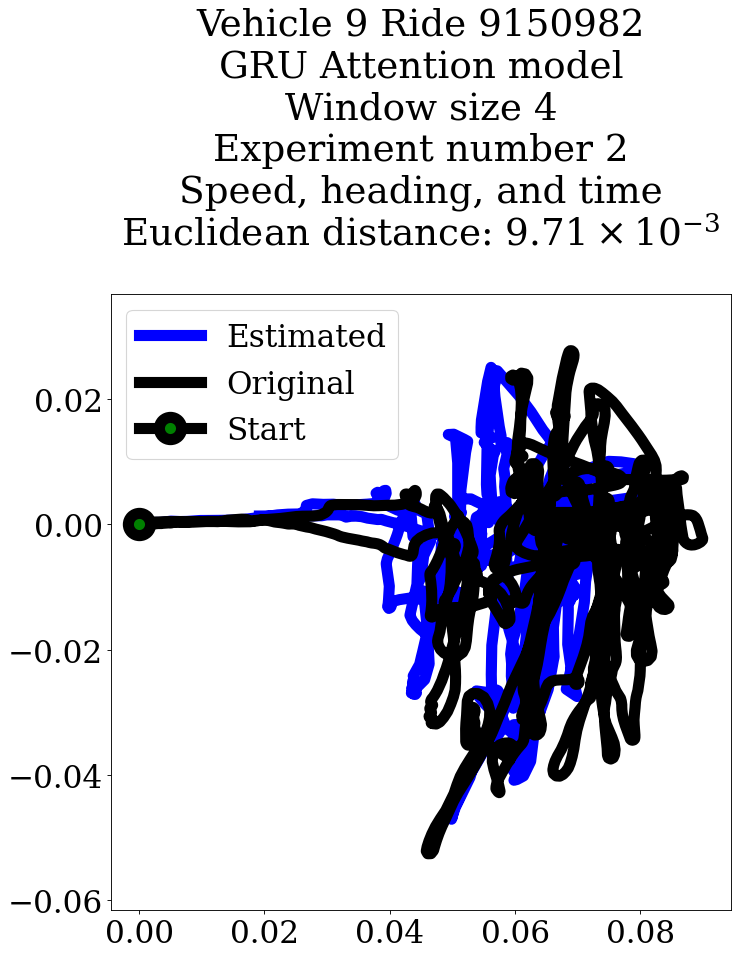 Vehicle 9 Ride 9150982
GRU Attention model
Window size 4
Experiment number 2
Speed, heading, and time
Euclidean distance: 9.71 × 10⁻³
Estimated
Original
Start
0.02
0.00
−0.02
−0.04
−0.06
0.00 0.02 0.04 0.06 0.08